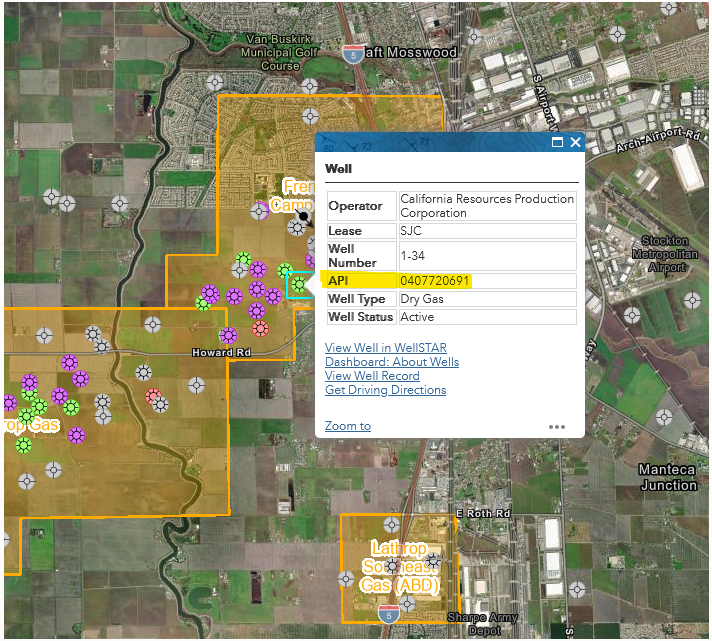 Van Buskirk
Municipal Golf
Course
5
aft Mosswood
S Airport W
Arch-Airport Rd
Well
Fren
Camp
Operator
California Resources Production
Corporation
Lease
SJC
Well
Number
1-34
API
0407720691
Well Type
Dry Gas
Well Status
Active
Stockton
Metropolitan
Airport
Howard Rd
View Well in WellSTAR
Dashboard: About Wells
View Well Record
Get Driving Directions
Zoom to
way
rop Gas
Manteca
Junction
E Roth Rd
Lathrop
Southeast
Gas (ABD)
5
Sharpe Army
Depot
S